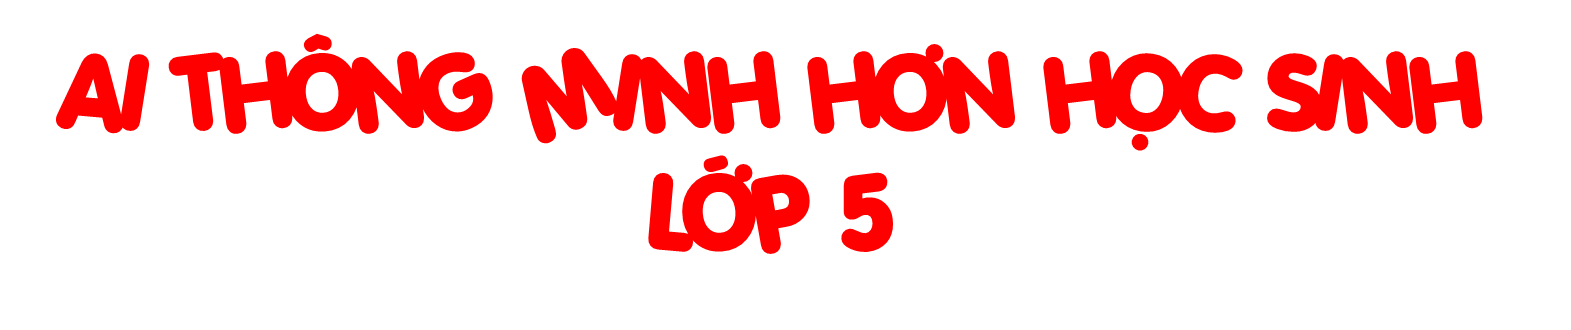 AI THÔNG MINH HƠN HỌC SINH
LỚP 5